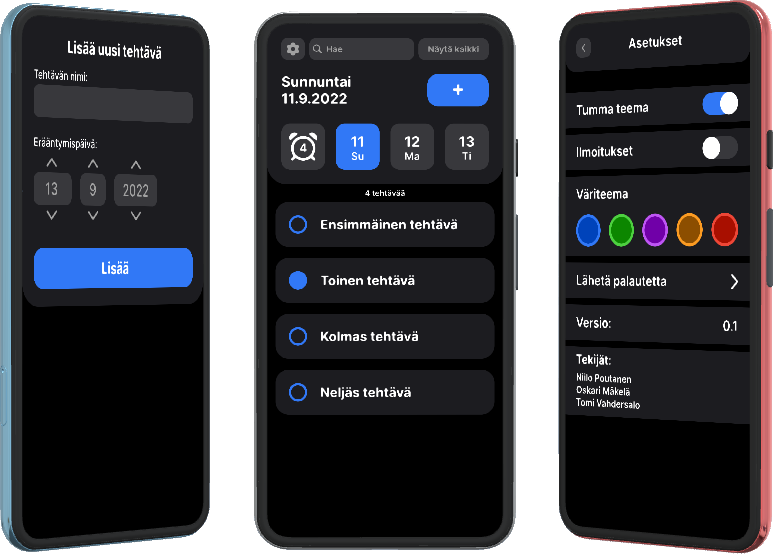 Lisää uusi tehtävä
Tehtävän nimi:
Erääntymispäivä:
13 9 2022
Lisää
Hae
Näytä kaikki
Sunnuntai
11.9.2022
+
4
11
Su
12
Ma
13
Ti
4 tehtävää
Ensimmäinen tehtävä
Toinen tehtävä
Kolmas tehtävä
Neljäs tehtävä
Asetukset
Tumma teema
Ilmoitukset
Väriteema
Lähetä palautetta
Versio: 0.1
Tekijät:
Niilo Poutanen
Oskari Mäkelä
Tomi Vahdersalo